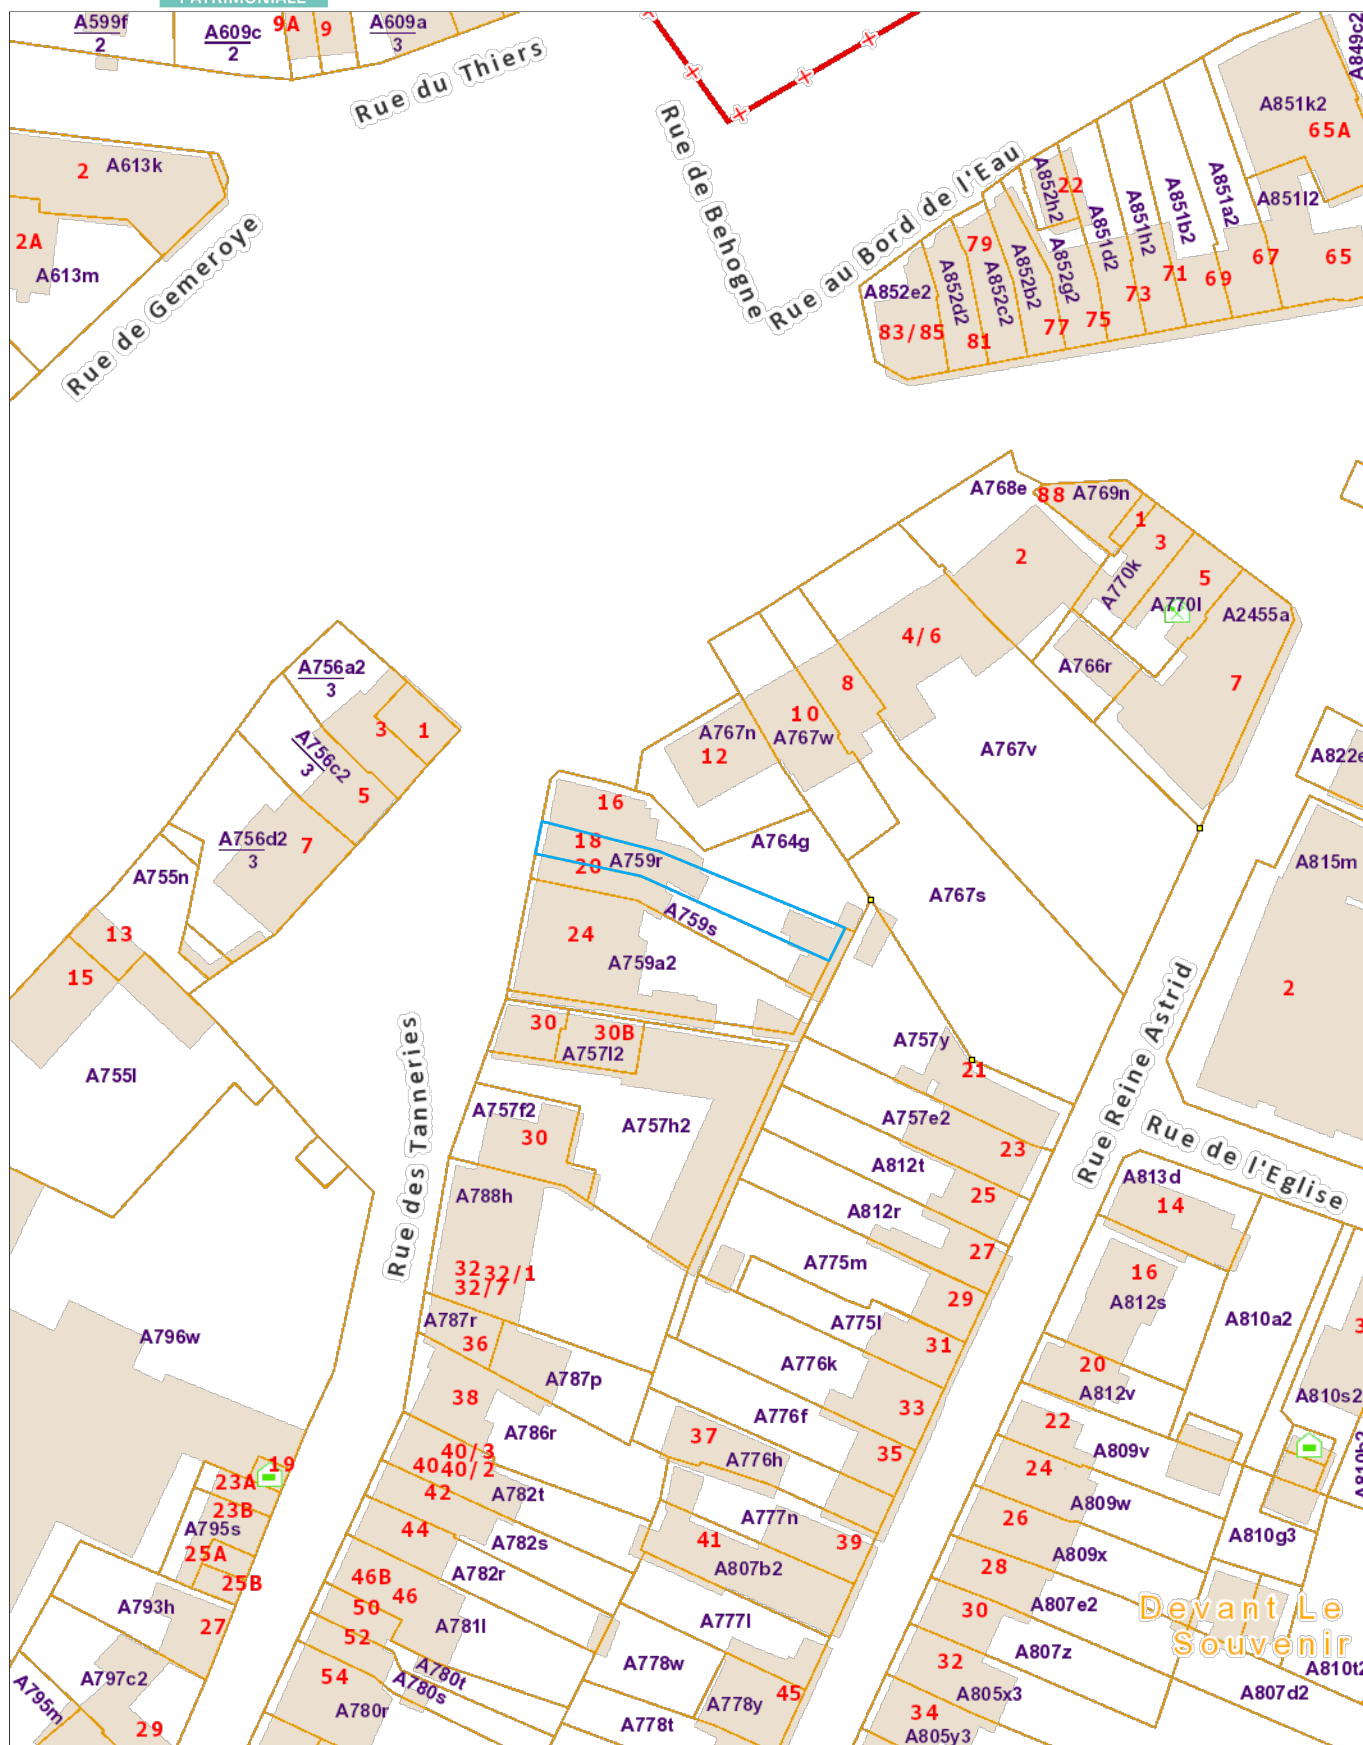 PATRIMONIALE
A599f
2
A609c
2
9A
9
A609a
3
Rue du Thiers
A849c2
A851k2
65A
2
A613k
2A
A613m
Rue de Gemeroye
Rue de Behogne
Rue au Bord de l'Eau
A852h2
22
A851d2
A851h2
A851b2
A851a2
A851l2
79
A852e2
A852d2
A852c2
A852b2
A852g2
83/85
81
77
75
73
71
69
67
65
A768e
88
A769n
1
3
2
A770k
5
A770l
A2455a
4/6
A766r
7
8
10
A767n
A767w
12
A767v
A822e
A756a2
3
3
1
A756c2
3
5
A756d2
3
7
A755n
16
18
20
A759r
A764g
A759s
A767s
A815m
2
13
15
24
A759a2
A755l
30
30B
A757l2
A757y
21
Rue Reine Astrid
Rue des Tanneries
A757f2
30
A757h2
A757e2
23
A812t
25
A812r
27
Rue de l'Eglise
A813d
14
A788h
32
32/1
32/7
A775m
29
16
A812s
A810a2
A787r
36
A775l
31
A796w
A776k
20
A812v
A787p
38
33
A810s2
A776f
22
A786r
37
A776h
35
A809v
40/3
40
40/2
42
A782t
24
A809w
A810b2
19
23A
23B
A795s
25A
25B
44
A782s
A777n
41
39
26
A809x
A810g3
A807b2
28
A782r
46B
46
50
A793h
27
52
A781l
A777l
30
A807e2
Devant Le
Souvenir
A807z
54
A780t
A780s
A778w
32
A810t2
A797c2
A795m
29
A780r
A778y
45
A805x3
A807d2
34
A778t
A805y3